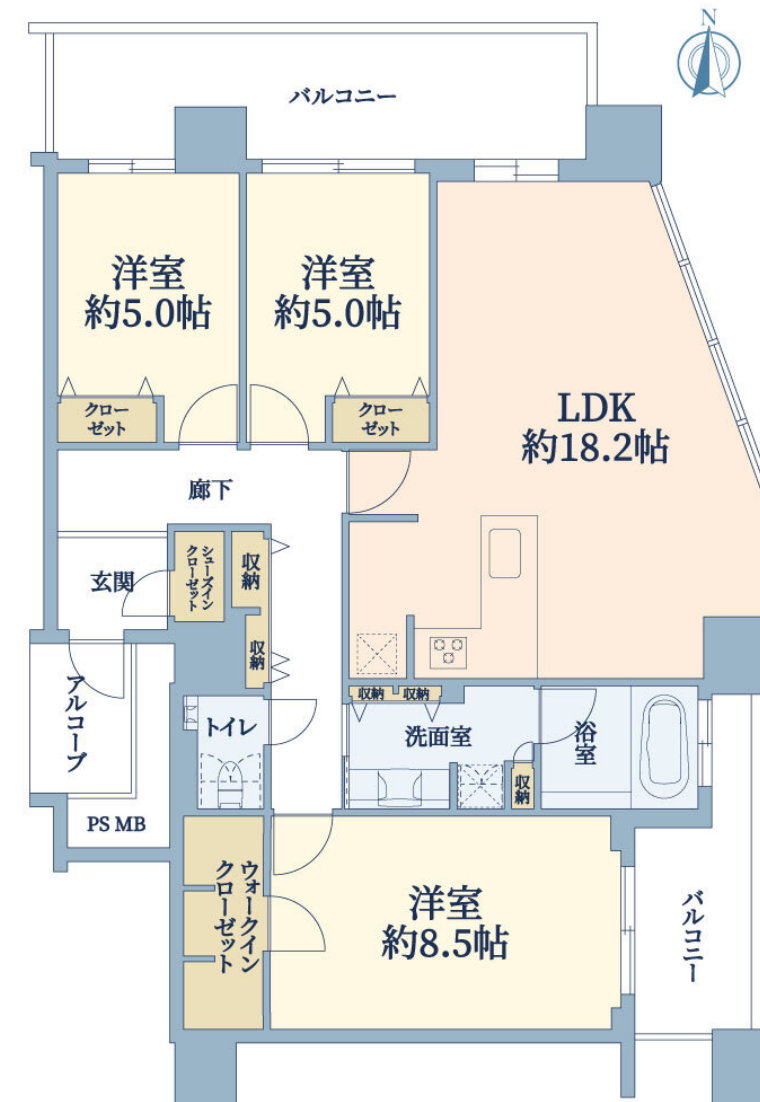 N
バルコニー
洋室
約5.0帖
洋室
約5.0帖
LDK
約18.2帖
クロー
ゼット
クロー
ゼット
廊下
玄関
シューズイン
クローゼット
収納
収納
アルコーブ
トイレ
収納
収納
洗面室
浴室
収納
PS MB
ウォークイン
クローゼット
洋室
約8.5帖
バルコニー